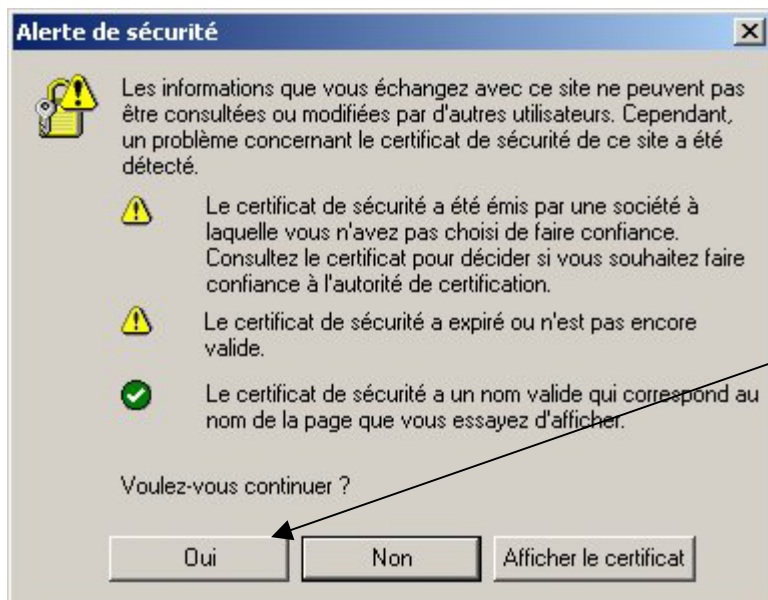 Alerte de sécurité
Les informations que vous échangez avec ce site ne peuvent pas
être consultées ou modifiées par d'autres utilisateurs. Cependant,
un problème concernant le certificat de sécurité de ce site a été
détecté.
Le certificat de sécurité a été émis par une société à
laquelle vous n'avez pas choisi de faire confiance.
Consultez le certificat pour décider si vous souhaitez faire
confiance à l'autorité de certification.
Le certificat de sécurité a expiré ou n'est pas encore
valide.
Le certificat de sécurité a un nom valide qui correspond au
nom de la page que vous essayez d'afficher.
Voulez-vous continuer ?
Oui Non Afficher le certificat